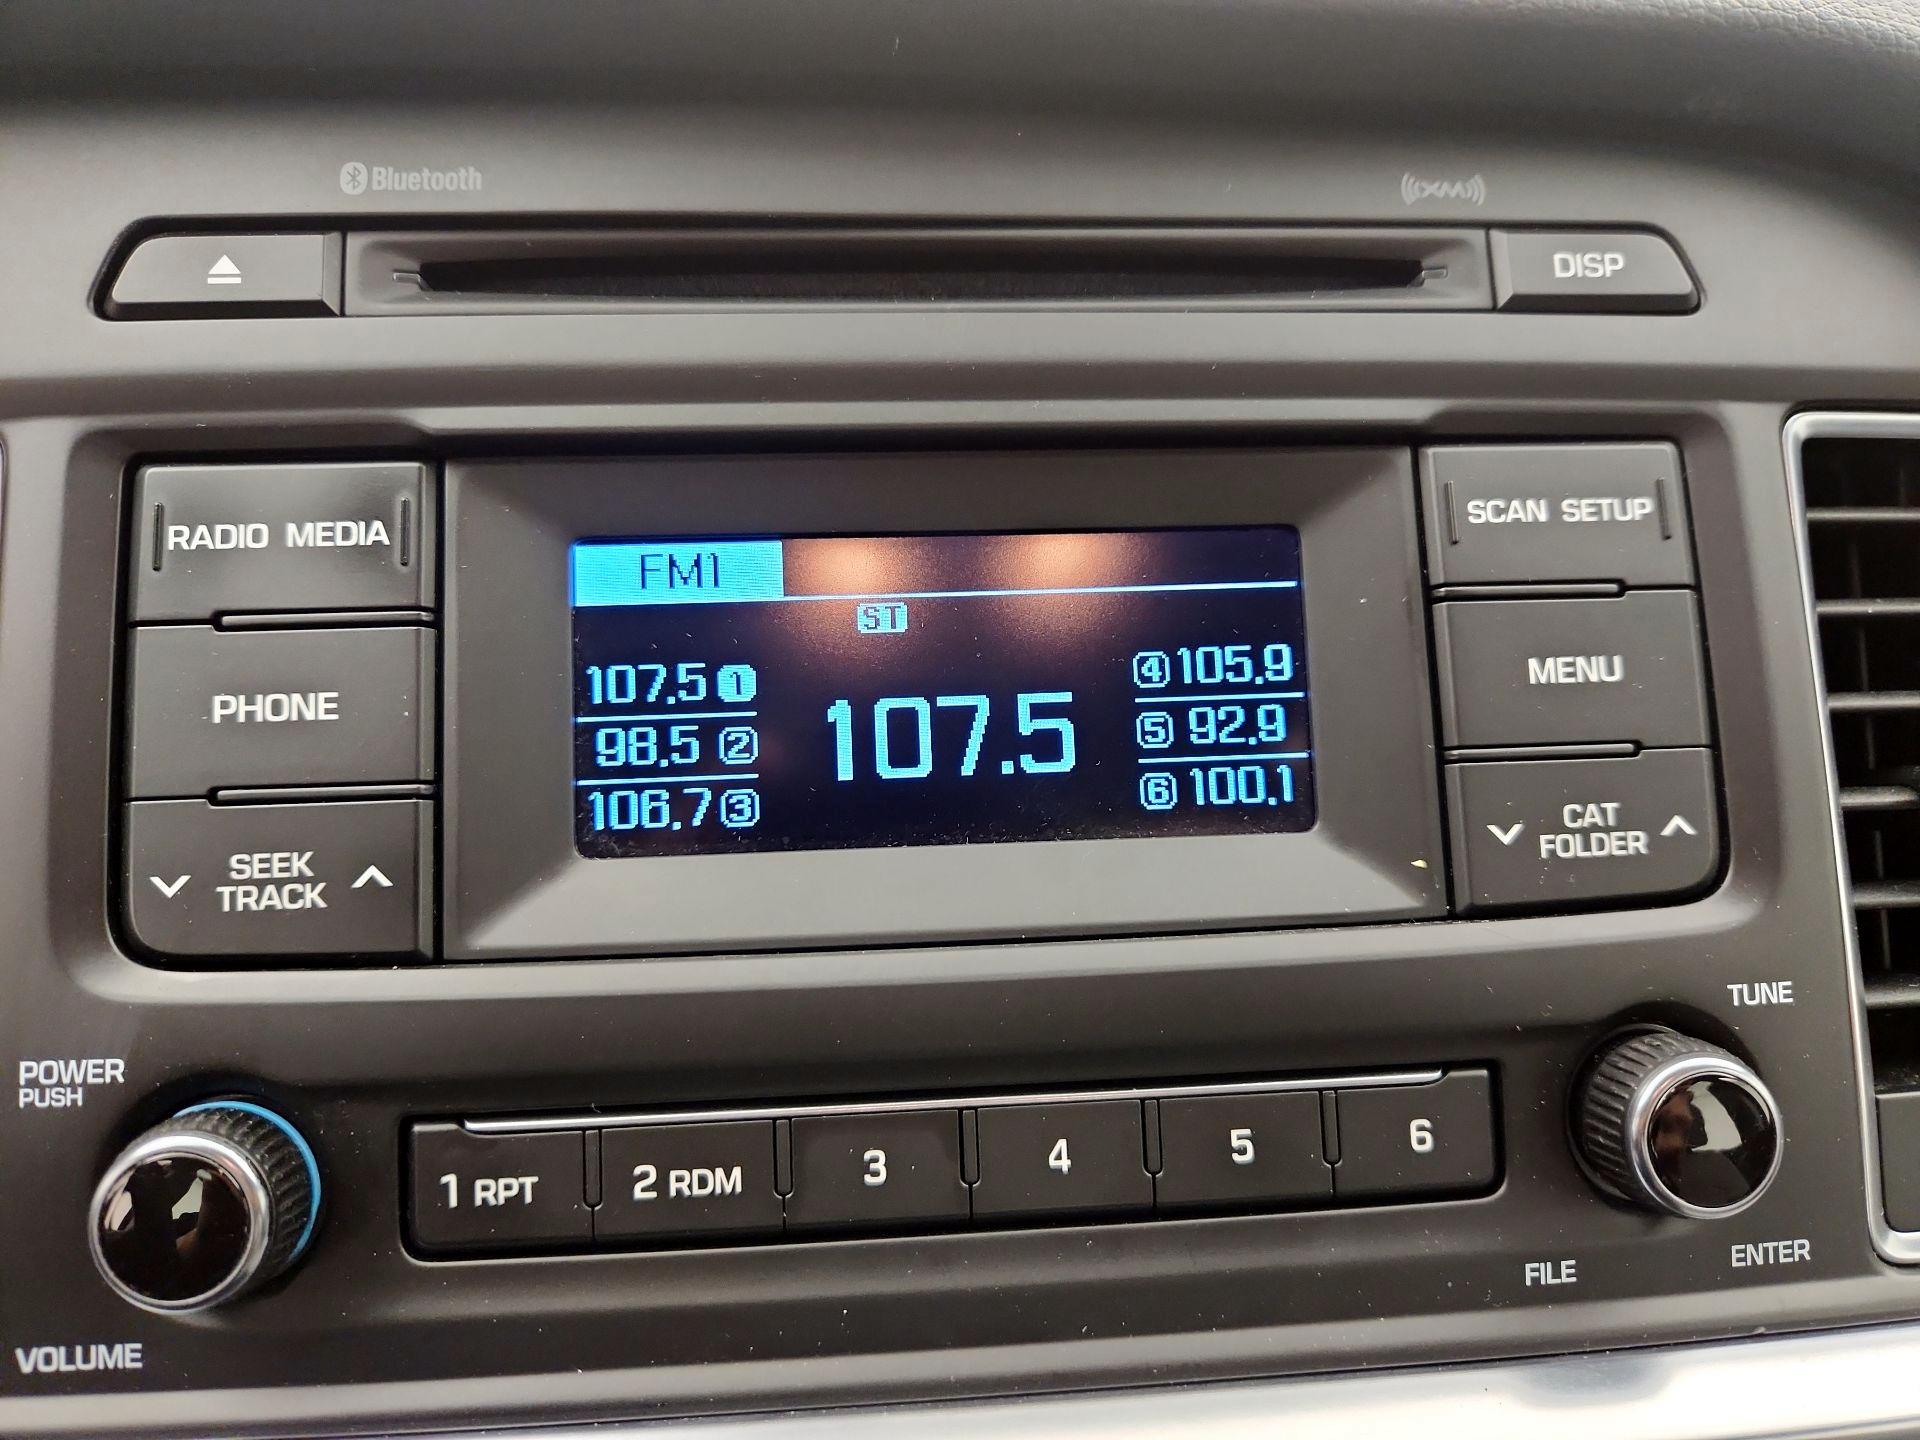 Bluetooth
XM
DISP
RADIO MEDIA
SCAN SETUP
FM1
ST
PHONE
MENU
107.5 1
98.5 2
106.7 3
107.5
4 105.9
5 92.9
6 100.1
SEEK
TRACK
CAT
FOLDER
TUNE
POWER
PUSH
1 RPT
2 RDM
3
4
5
6
FILE
ENTER
VOLUME